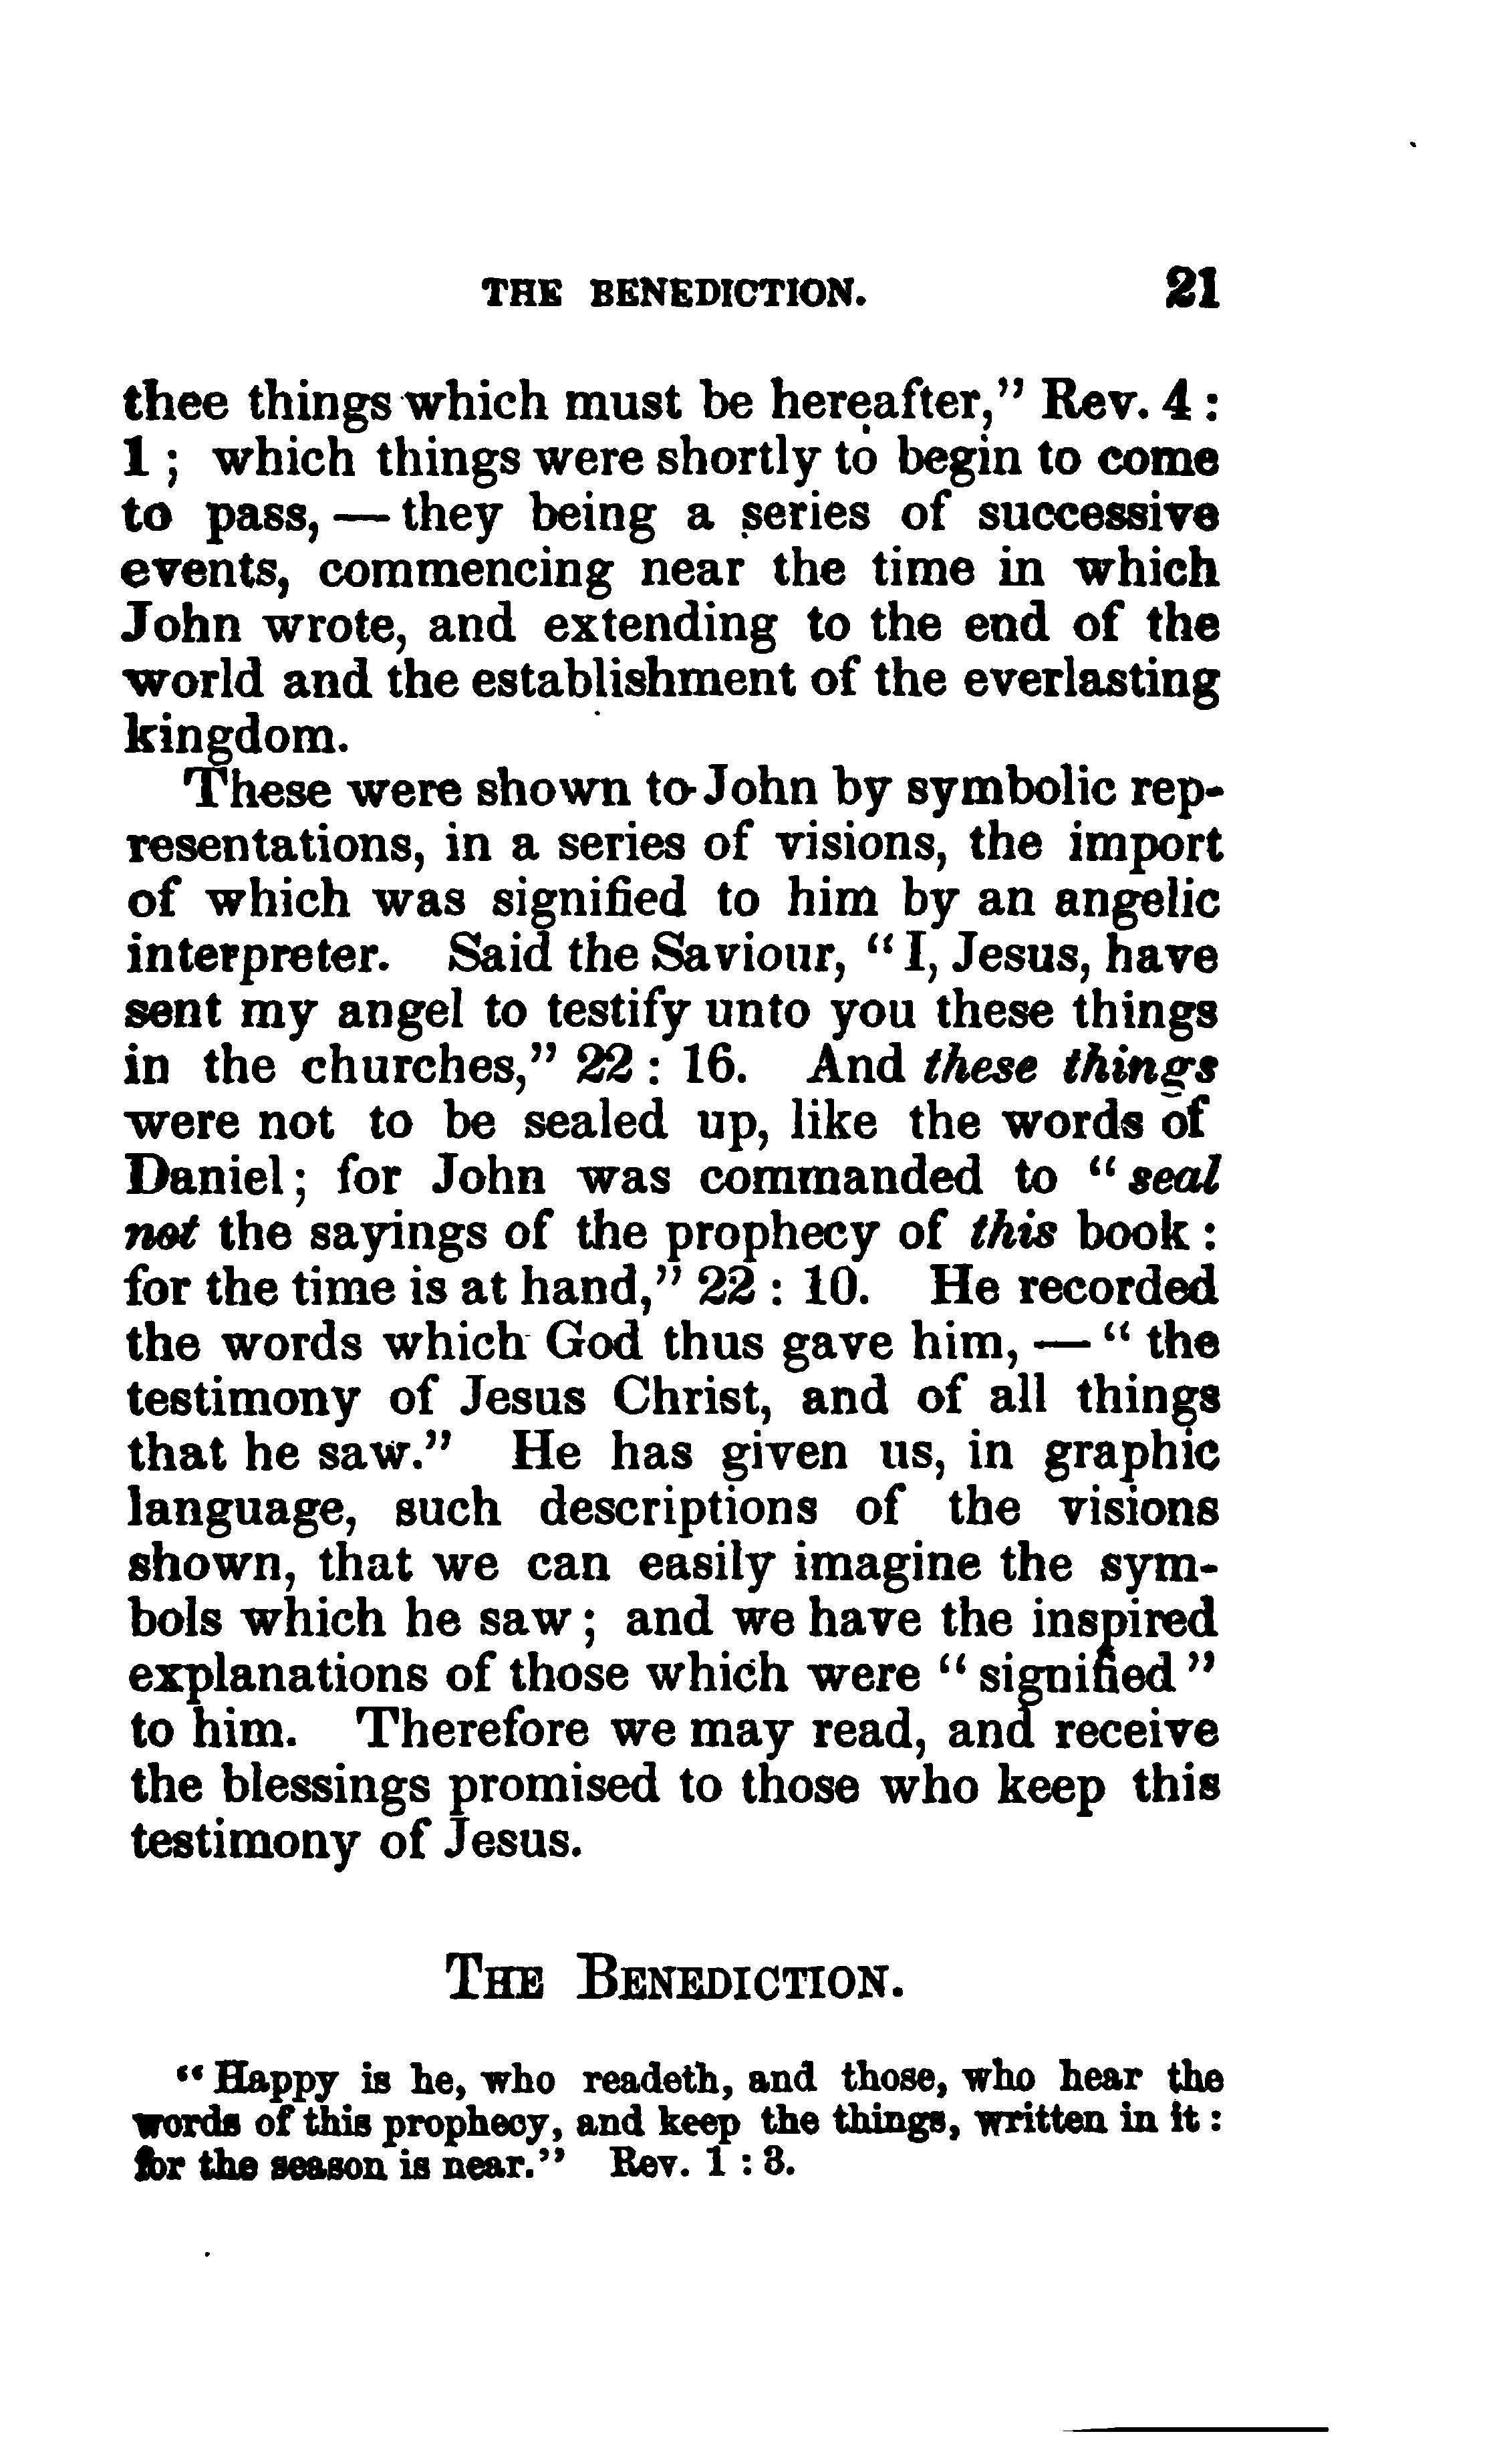 THE BENEDICTION. 21
thee things which must be hereafter,” Rev. 4 :
1 ; which things were shortly to begin to come
to pass, — they being a series of successive
events, commencing near the time in which
John wrote, and extending to the end of the
world and the establishment of the everlasting
kingdom.
These were shown to John by symbolic rep-
resentations, in a series of visions, the import
of which was signified to him by an angelic
interpreter. Said the Saviour, “ I, Jesus, have
sent my angel to testify unto you these things
in the churches,” 22 : 16. And these things
were not to be sealed up, like the words of
Daniel ; for John was commanded to “ seal
not the sayings of the prophecy of this book :
for the time is at hand,” 22 : 10. He recorded
the words which God thus gave him, — “ the
testimony of Jesus Christ, and of all things
that he saw.” He has given us, in graphic
language, such descriptions of the visions
shown, that we can easily imagine the sym-
bols which he saw ; and we have the inspired
explanations of those which were “ signified ”
to him. Therefore we may read, and receive
the blessings promised to those who keep this
testimony of Jesus.
THE BENEDICTION.
“ Happy is he, who readeth, and those, who hear the
words of this prophecy, and keep the things, written in it :
for the season is near.” Rev. 1 : 3.